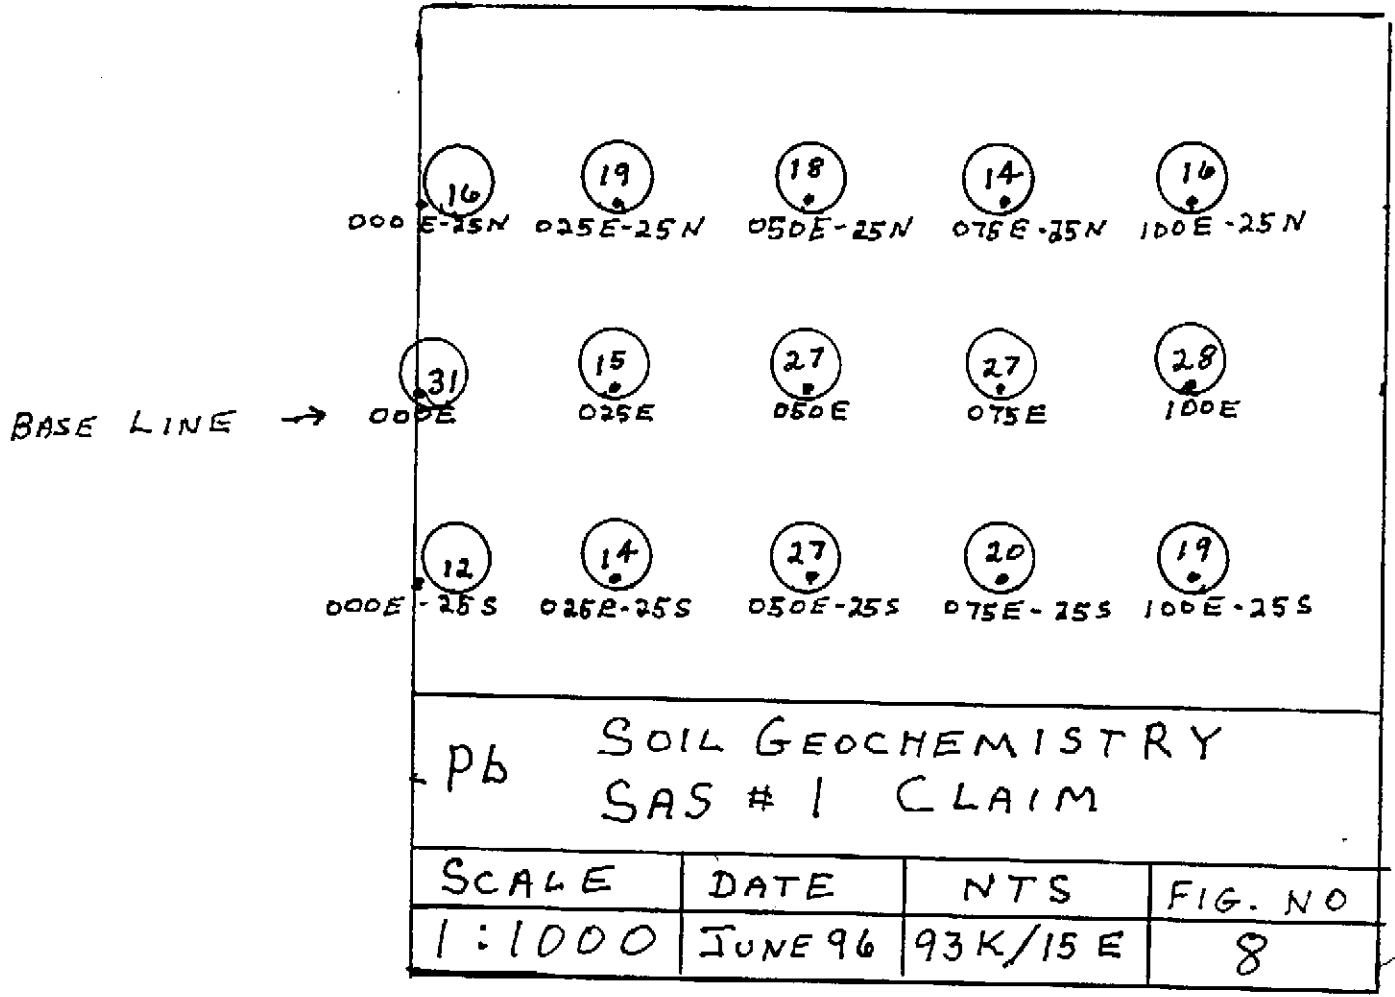 16 19 18 14 16
000 E-25N 025E-25N 050E-25N 075E-25N 100E-25N
31 15 27 27 28
BASE LINE → 000E 025E 050E 075E 100E
12 14 27 20 19
000E-25S 025E-25S 050E-25S 075E-25S 100E-25S
Pb SOIL GEOCHEMISTRY
SAS # 1 CLAIM
SCALE DATE NTS FIG. NO
1:1000 JUNE 96 93K/15 E 8